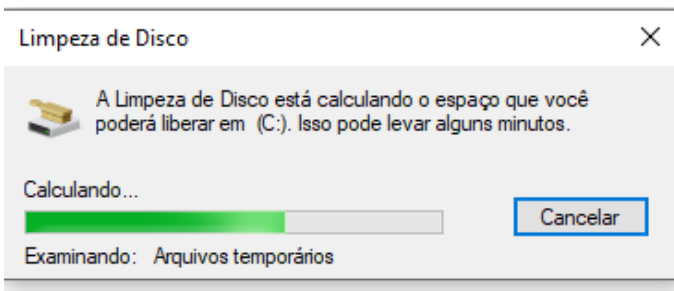 Limpeza de Disco
A Limpeza de Disco está calculando o espaço que você
poderá liberar em  (C:). Isso pode levar alguns minutos.
Calculando...
Cancelar
Examinando:   Arquivos temporários